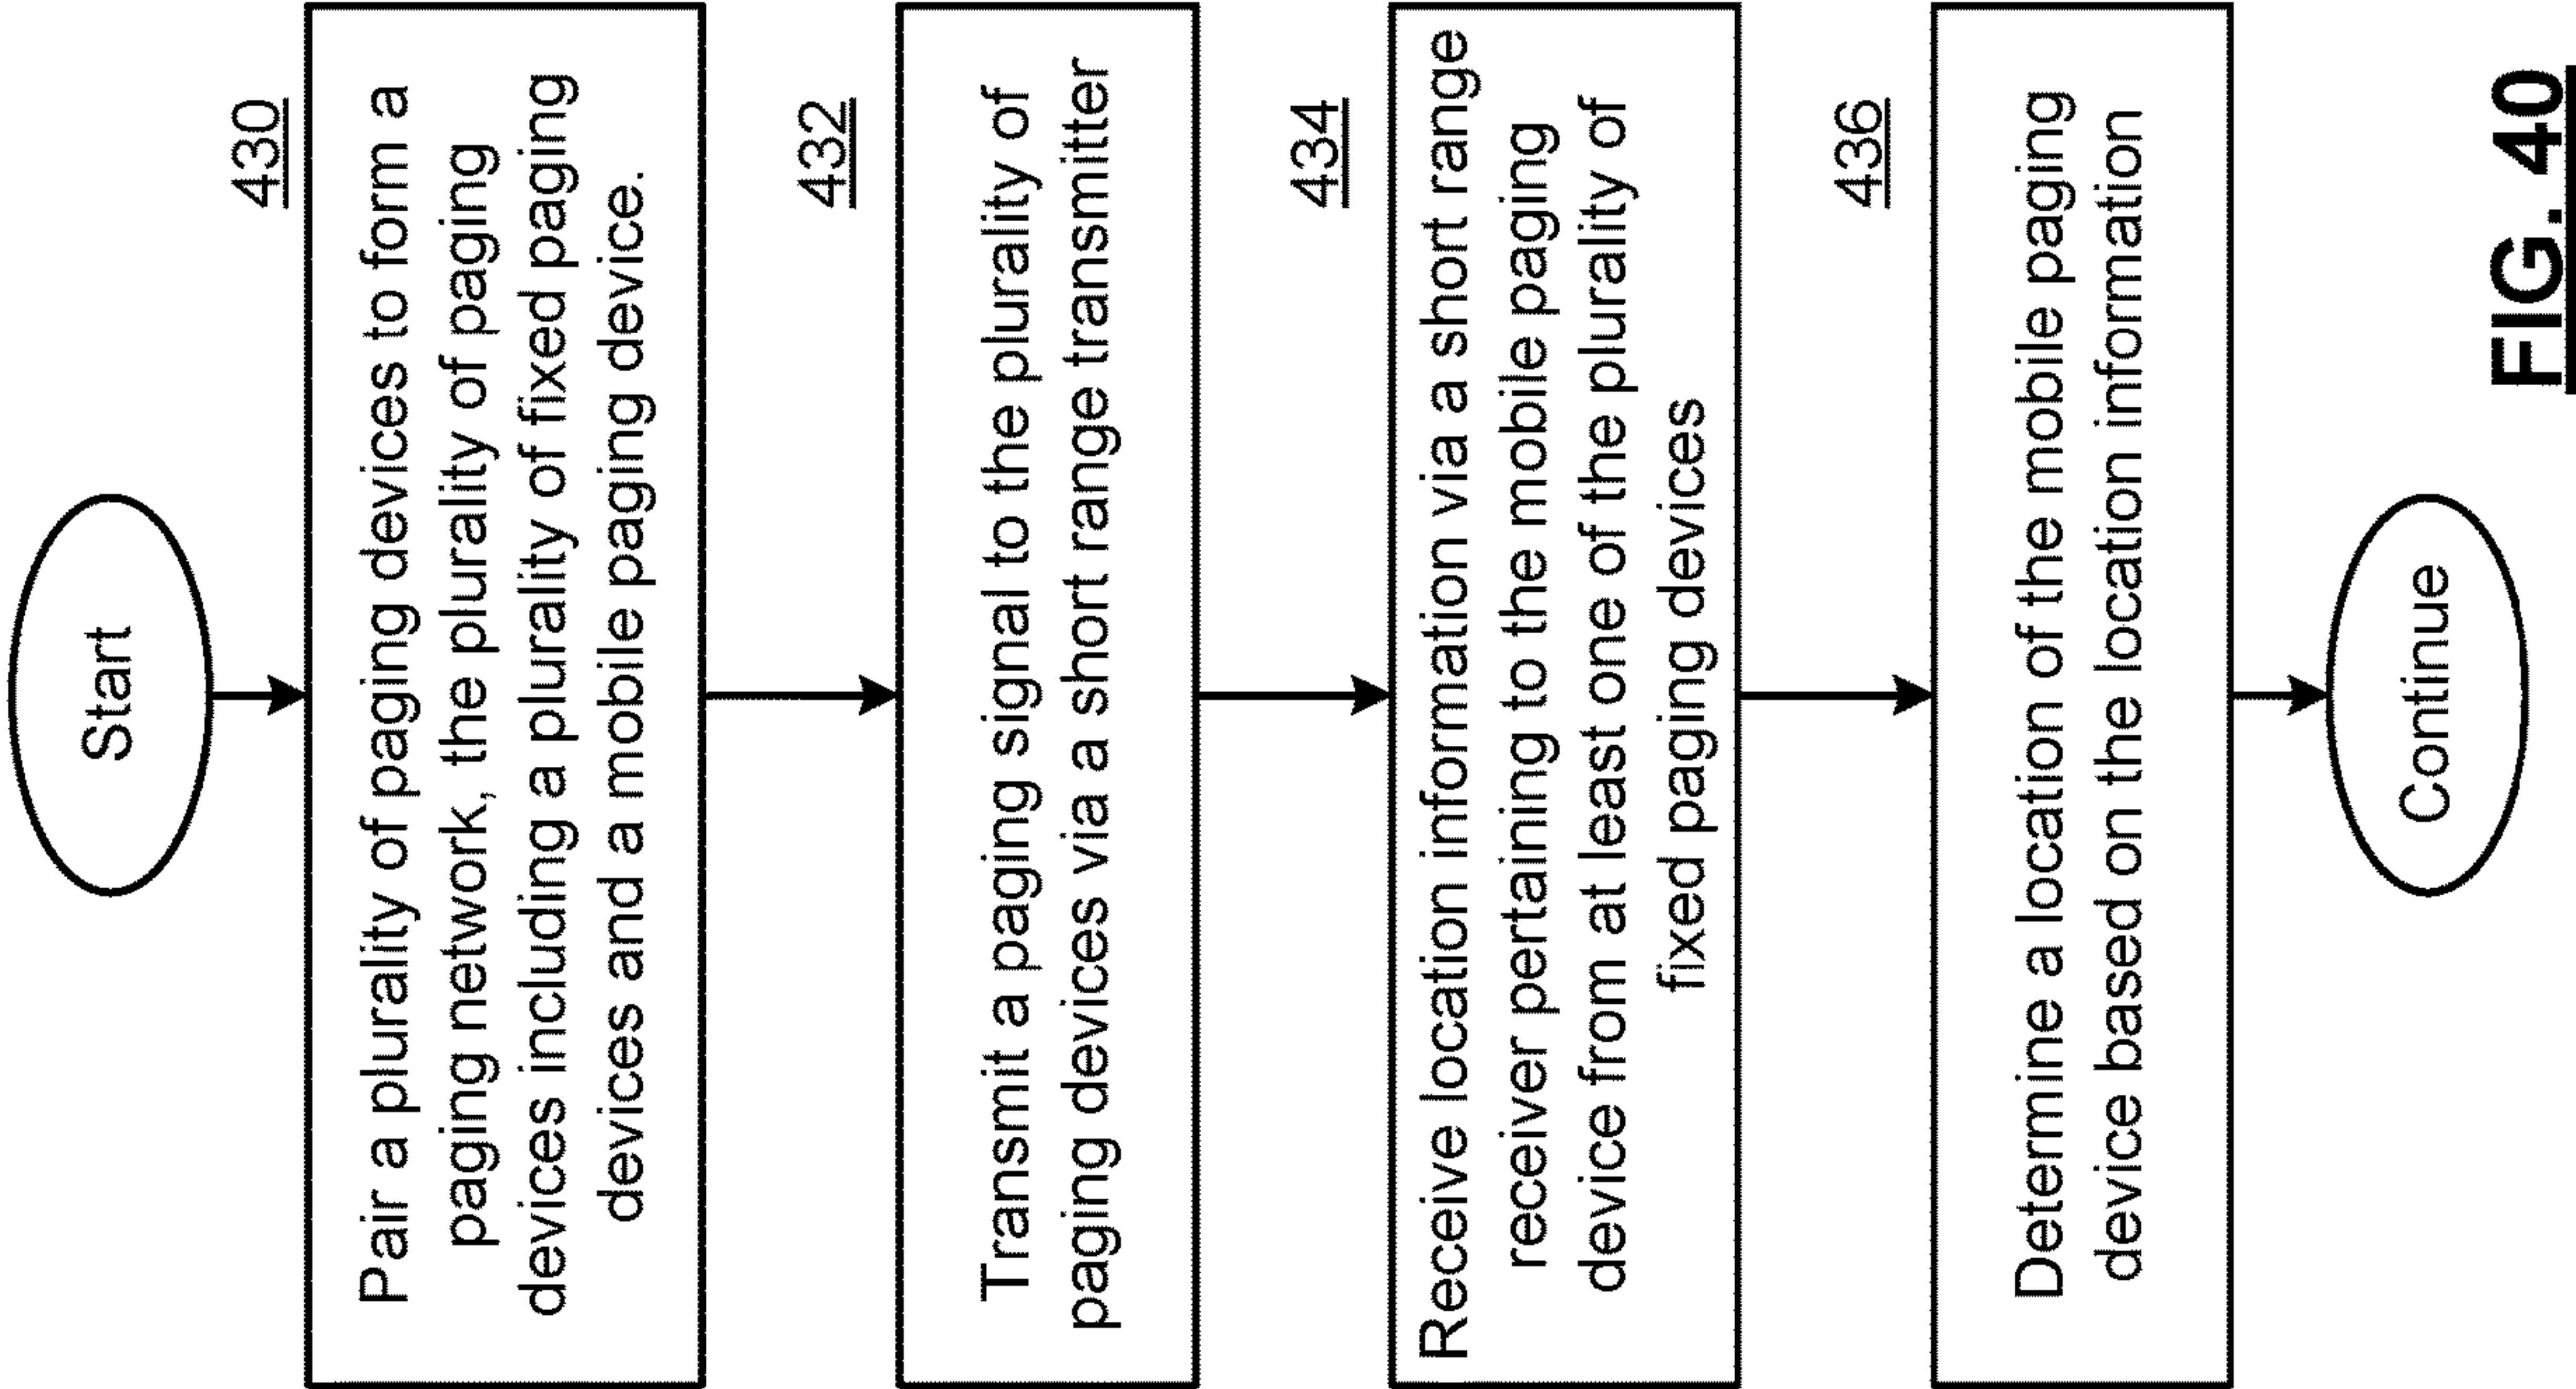 Start
430
Pair a plurality of paging devices to form a
paging network, the plurality of paging
devices including a plurality of fixed paging
devices and a mobile paging device.
432
Transmit a paging signal to the plurality of
paging devices via a short range transmitter
434
Receive location information via a short range
receiver pertaining to the mobile paging
device from at least one of the plurality of
fixed paging devices
436
Determine a location of the mobile paging
device based on the location information
Continue
FIG. 40